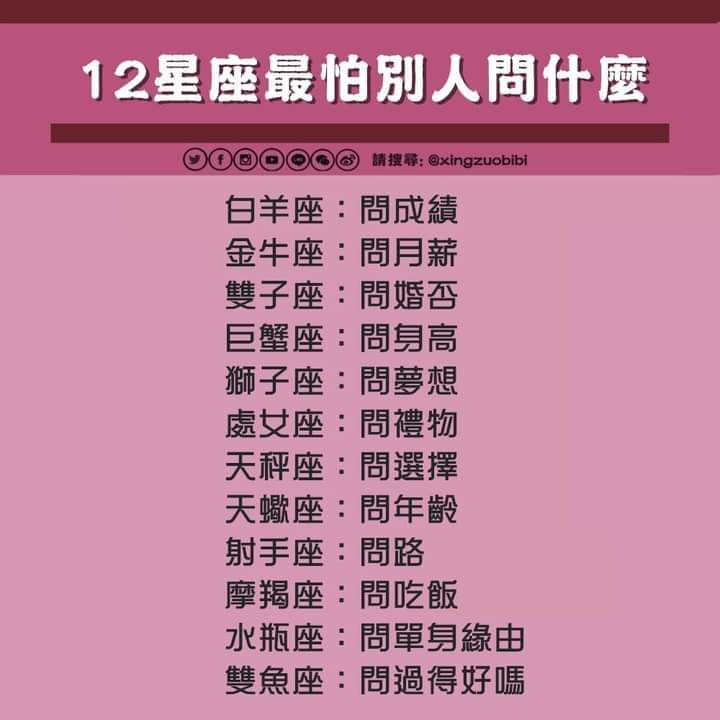 12星座最怕別人問什麼
請搜尋: @xingzuobibi
白羊座：問成績
金牛座：問月薪
雙子座：問婚否
巨蟹座：問身高
獅子座：問夢想
處女座：問禮物
天秤座：問選擇
天蠍座：問年齡
射手座：問路
摩羯座：問吃飯
水瓶座：問單身緣由
雙魚座：問過得好嗎